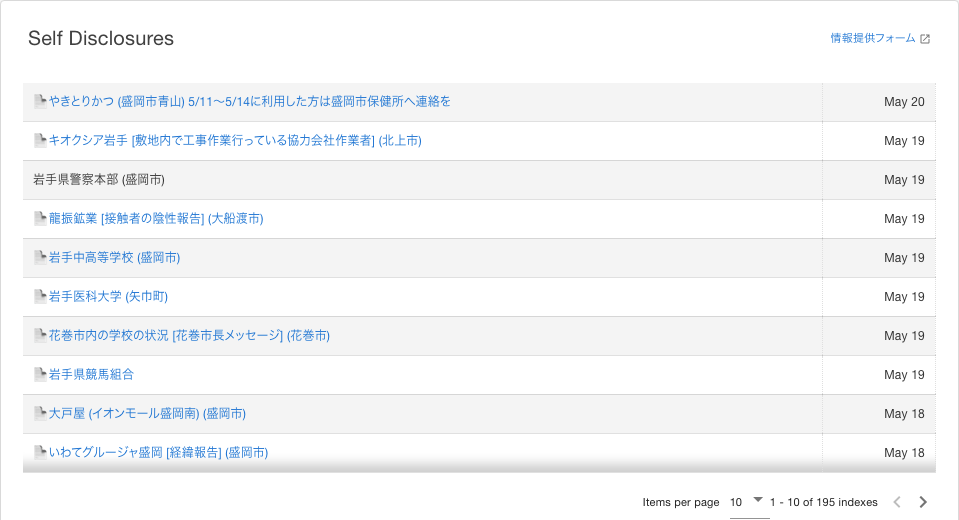 Self Disclosures
情報提供フォーム
やきとりかつ (盛岡市青山) 5/11〜5/14に利用した方は盛岡市保健所へ連絡を May 20
キオクシア岩手 [敷地内で工事作業行っている協力会社作業者] (北上市) May 19
岩手県警察本部 (盛岡市) May 19
龍振鉱業 [接触者の陰性報告] (大船渡市) May 19
岩手中高等学校 (盛岡市) May 19
岩手医科大学 (矢巾町) May 19
花巻市内の学校の状況 [花巻市長メッセージ] (花巻市) May 19
岩手県競馬組合 May 19
大戸屋 (イオンモール盛岡南) (盛岡市) May 18
いわてグルージャ盛岡 [経緯報告] (盛岡市) May 18
Items per page 10 1 - 10 of 195 indexes